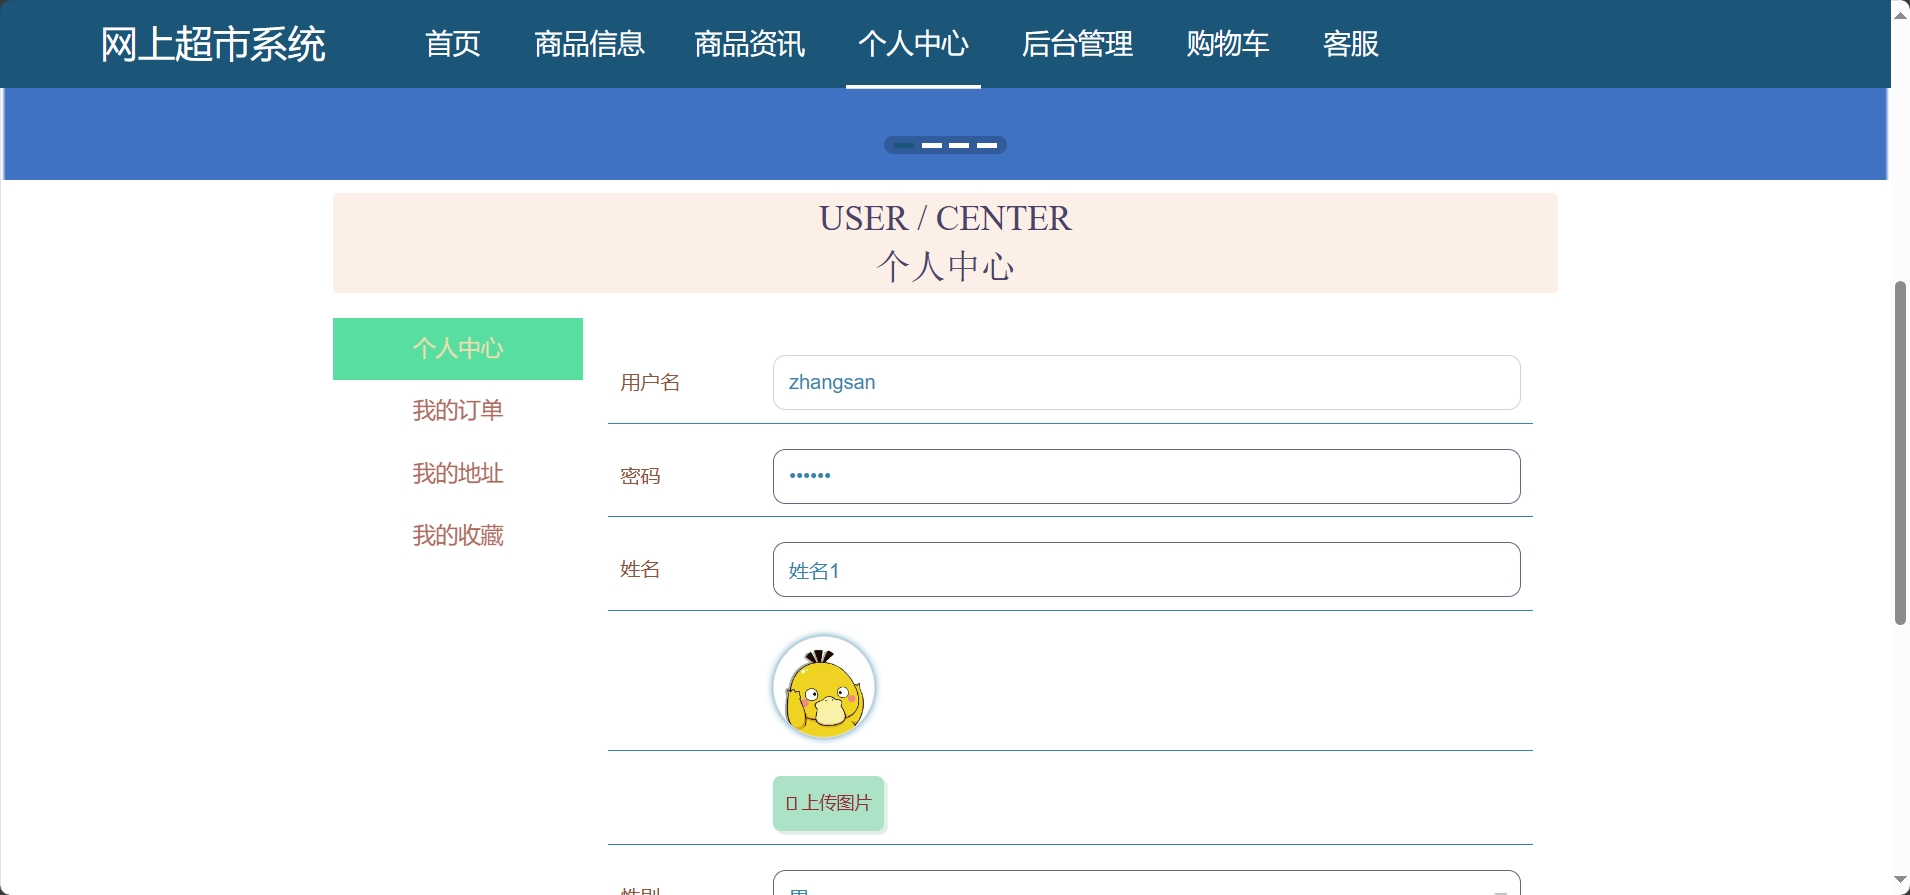 网上超市系统 首页 商品信息 商品资讯 个人中心 后台管理 购物车 客服
USER / CENTER
个人中心
个人中心
我的订单
我的地址
我的收藏
用户名 zhangsan
密码 ••••••
姓名 姓名1
上传图片
性别 男